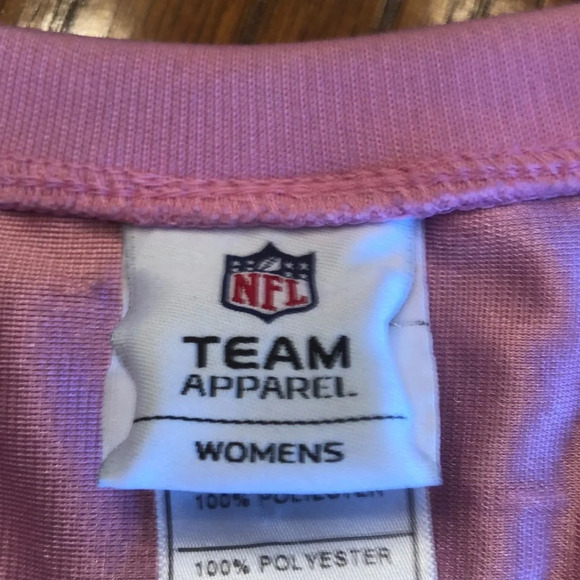 NFL
TEAM
APPAREL
WOMENS
100% POLYESTER
100% POLYESTER